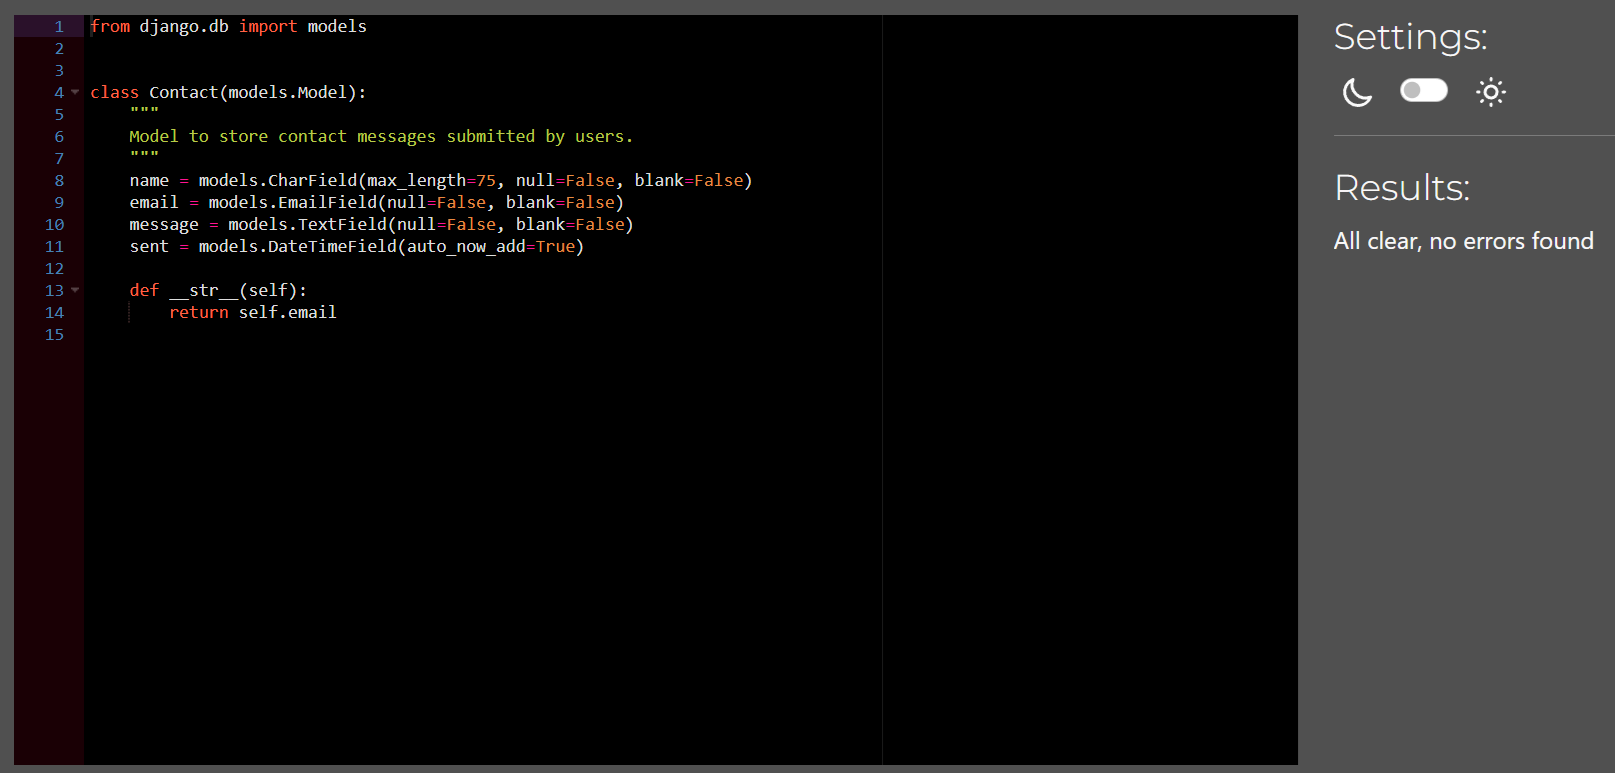 1 from django.db import models
2
3
4 class Contact(models.Model):
5     """
6     Model to store contact messages submitted by users.
7     """
8     name = models.CharField(max_length=75, null=False, blank=False)
9     email = models.EmailField(null=False, blank=False)
10     message = models.TextField(null=False, blank=False)
11     sent = models.DateTimeField(auto_now_add=True)
12
13     def __str__(self):
14         return self.email
15
Settings:
Results:
All clear, no errors found